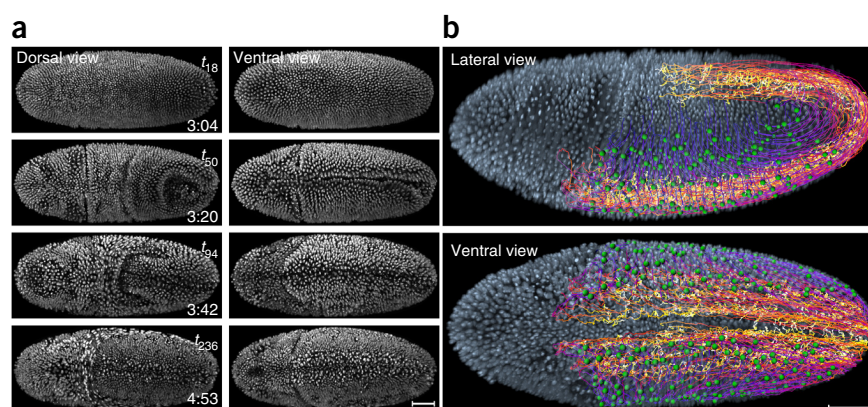 a
b
Dorsal view
t18
3:04
Ventral view
t50
3:20
t94
3:42
t236
4:53
Lateral view
Ventral view